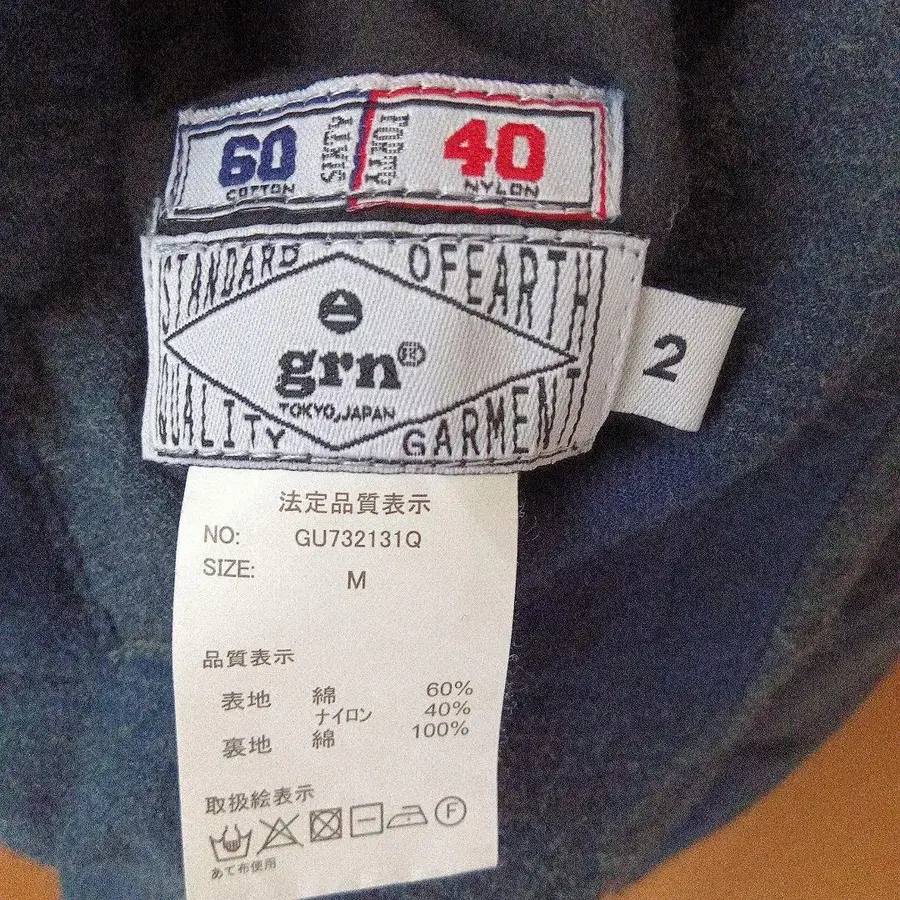 60
COTTON
40
NYLON
STANDARD OF EARTH
grn®
TOKYO,JAPAN
QUALITY GARMENT
2
法定品質表示
NO: GU732131Q
SIZE: M
品質表示
表地 綿 60%
ナイロン 40%
裏地 綿 100%
取扱絵表示
F
あて布使用